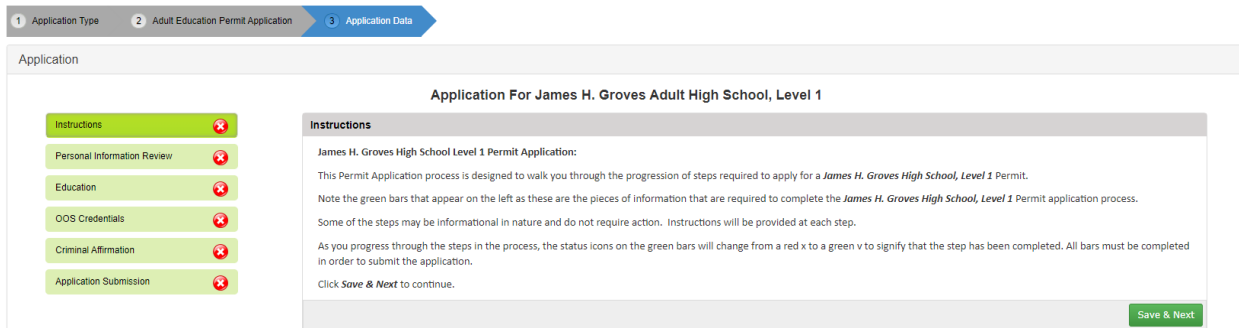 1 Application Type 2 Adult Education Permit Application 3 Application Data
Application
Application For James H. Groves Adult High School, Level 1
Instructions
Personal Information Review
Education
OOS Credentials
Criminal Affirmation
Application Submission
Instructions
James H. Groves High School Level 1 Permit Application:
This Permit Application process is designed to walk you through the progression of steps required to apply for a James H. Groves High School, Level 1 Permit.
Note the green bars that appear on the left as these are the pieces of information that are required to complete the James H. Groves High School, Level 1 Permit application process.
Some of the steps may be informational in nature and do not require action. Instructions will be provided at each step.
As you progress through the steps in the process, the status icons on the green bars will change from a red x to a green v to signify that the step has been completed. All bars must be completed
in order to submit the application.
Click Save & Next to continue.
Save & Next